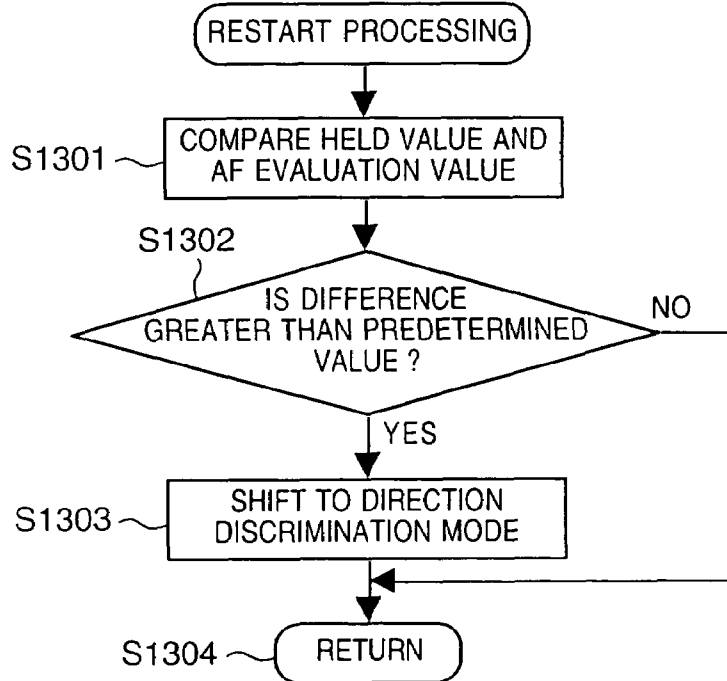 RESTART PROCESSING
S1301
COMPARE HELD VALUE AND
AF EVALUATION VALUE
S1302
IS DIFFERENCE
GREATER THAN PREDETERMINED
VALUE ?
NO
YES
S1303
SHIFT TO DIRECTION
DISCRIMINATION MODE
S1304
RETURN